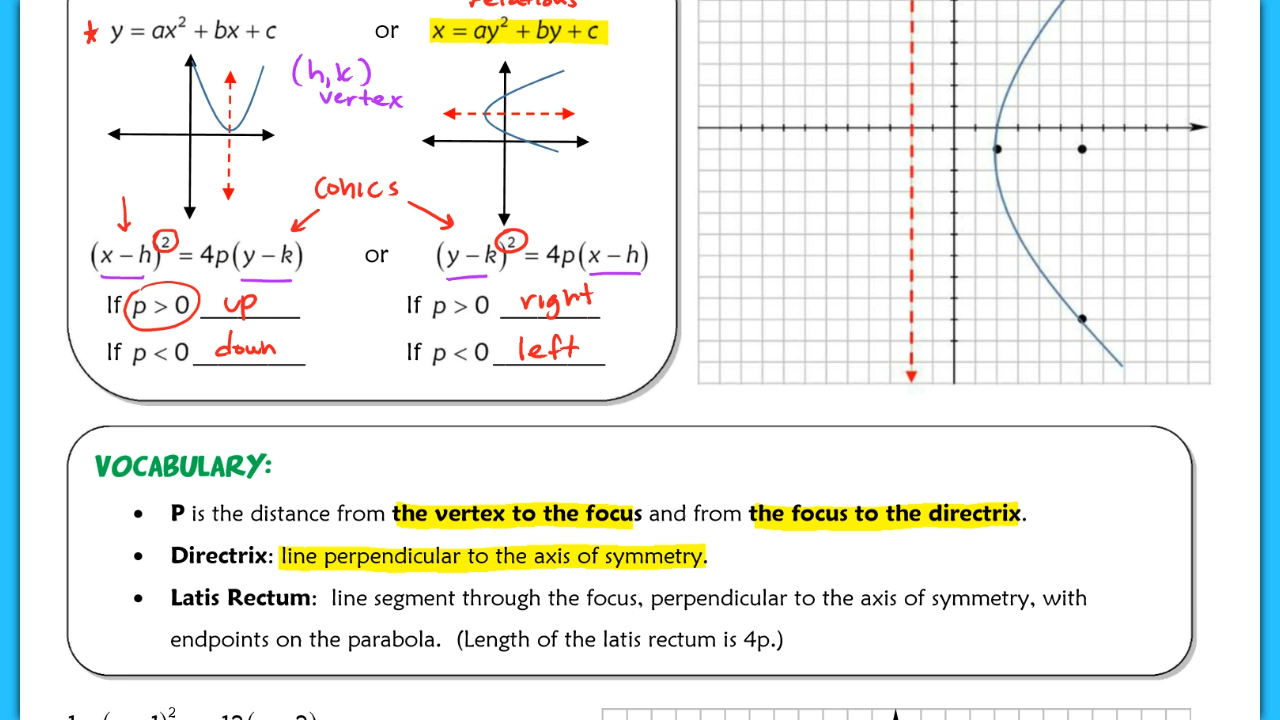 * y = ax² + bx + c or x = ay² + by + c
(h, k)
vertex
Conics
(x – h)² = 4p(y – k) or (y – k)² = 4p(x – h)
If p > 0 up If p > 0 right
If p < 0 down If p < 0 left
VOCABULARY:
• P is the distance from the vertex to the focus and from the focus to the directrix.
• Directrix: line perpendicular to the axis of symmetry.
• Latis Rectum: line segment through the focus, perpendicular to the axis of symmetry, with
endpoints on the parabola. (Length of the latis rectum is 4p.)